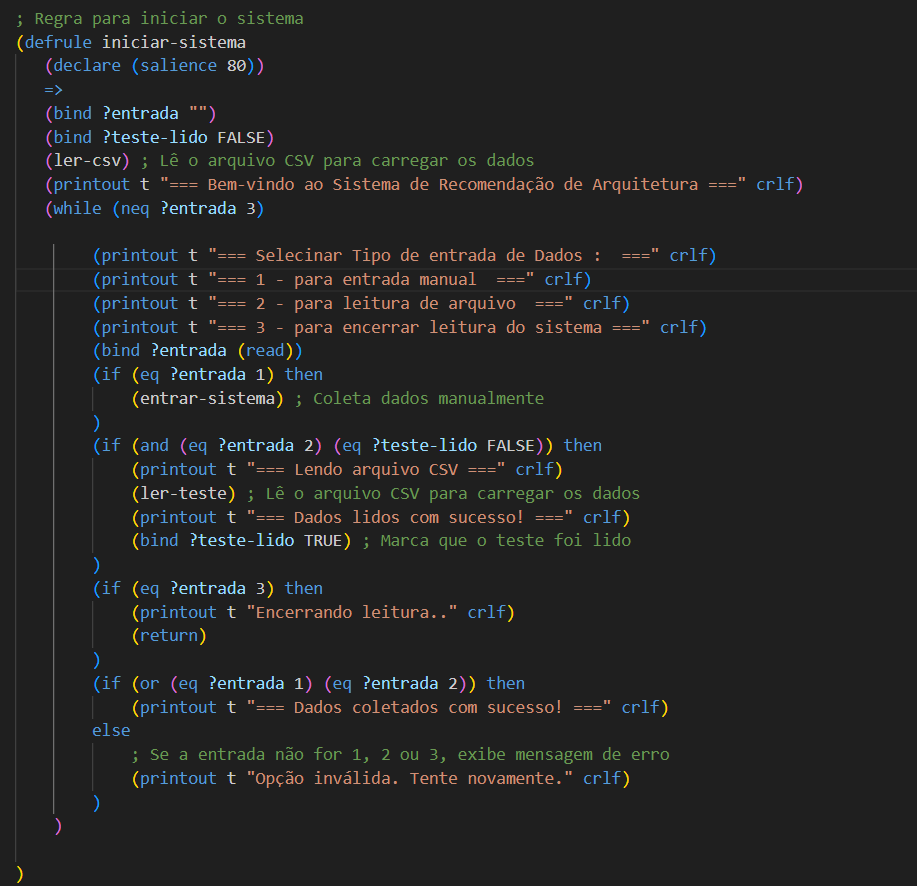 ; Regra para iniciar o sistema
(defrule iniciar-sistema
(declare (salience 80))
=>
(bind ?entrada "")
(bind ?teste-lido FALSE)
(ler-csv) ; Lê o arquivo CSV para carregar os dados
(printout t "=== Bem-vindo ao Sistema de Recomendação de Arquitetura ===" crlf)
(while (neq ?entrada 3)
(printout t "=== Selecinar Tipo de entrada de Dados :  ===" crlf)
(printout t "=== 1 - para entrada manual  ===" crlf)
(printout t "=== 2 - para leitura de arquivo  ===" crlf)
(printout t "=== 3 - para encerrar leitura do sistema ===" crlf)
(bind ?entrada (read))
(if (eq ?entrada 1) then
(entrar-sistema) ; Coleta dados manualmente
)
(if (and (eq ?entrada 2) (eq ?teste-lido FALSE)) then
(printout t "=== Lendo arquivo CSV ===" crlf)
(ler-teste) ; Lê o arquivo CSV para carregar os dados
(printout t "=== Dados lidos com sucesso! ===" crlf)
(bind ?teste-lido TRUE) ; Marca que o teste foi lido
)
(if (eq ?entrada 3) then
(printout t "Encerrando leitura.." crlf)
(return)
)
(if (or (eq ?entrada 1) (eq ?entrada 2)) then
(printout t "=== Dados coletados com sucesso! ===" crlf)
else
; Se a entrada não for 1, 2 ou 3, exibe mensagem de erro
(printout t "Opção inválida. Tente novamente." crlf)
)
)
)